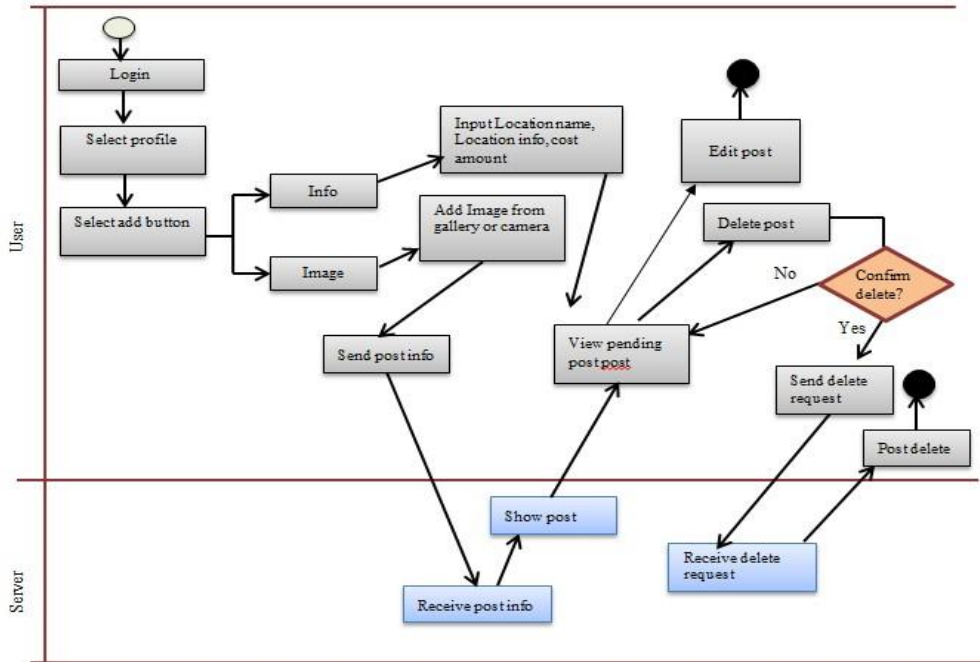 User
Server
Login
Select profile
Select add button
Info
Image
Input Location name,
Location info, cost
amount
Add Image from
gallery or camera
Send post info
Receive post info
Show post
View pending
post post
Edit post
Delete post
Confirm
delete?
No
Yes
Send delete
request
Receive delete
request
Post delete